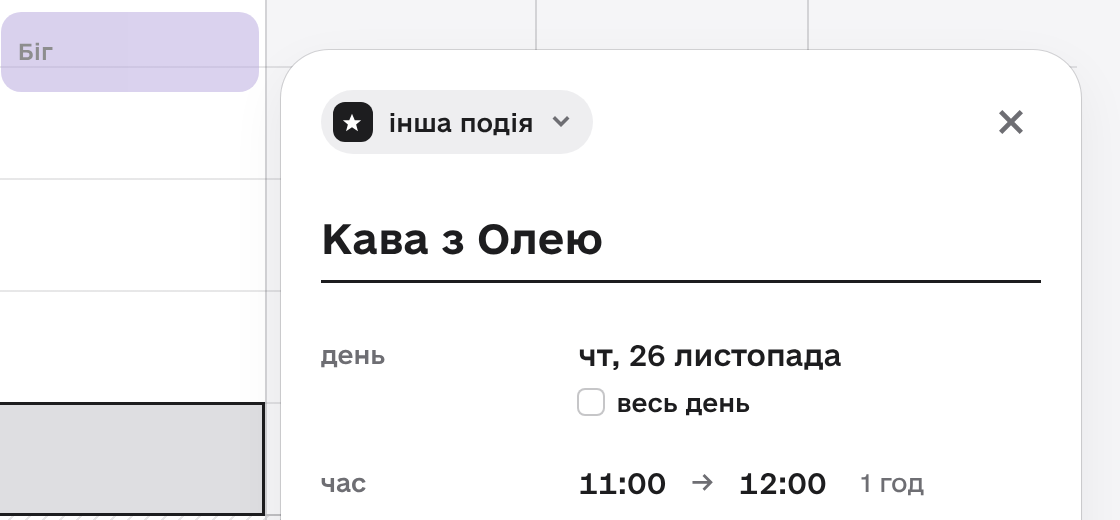 Біг
інша подія
Кава з Олею
день
чт, 26 листопада
весь день
час
11:00 → 12:00 1 год